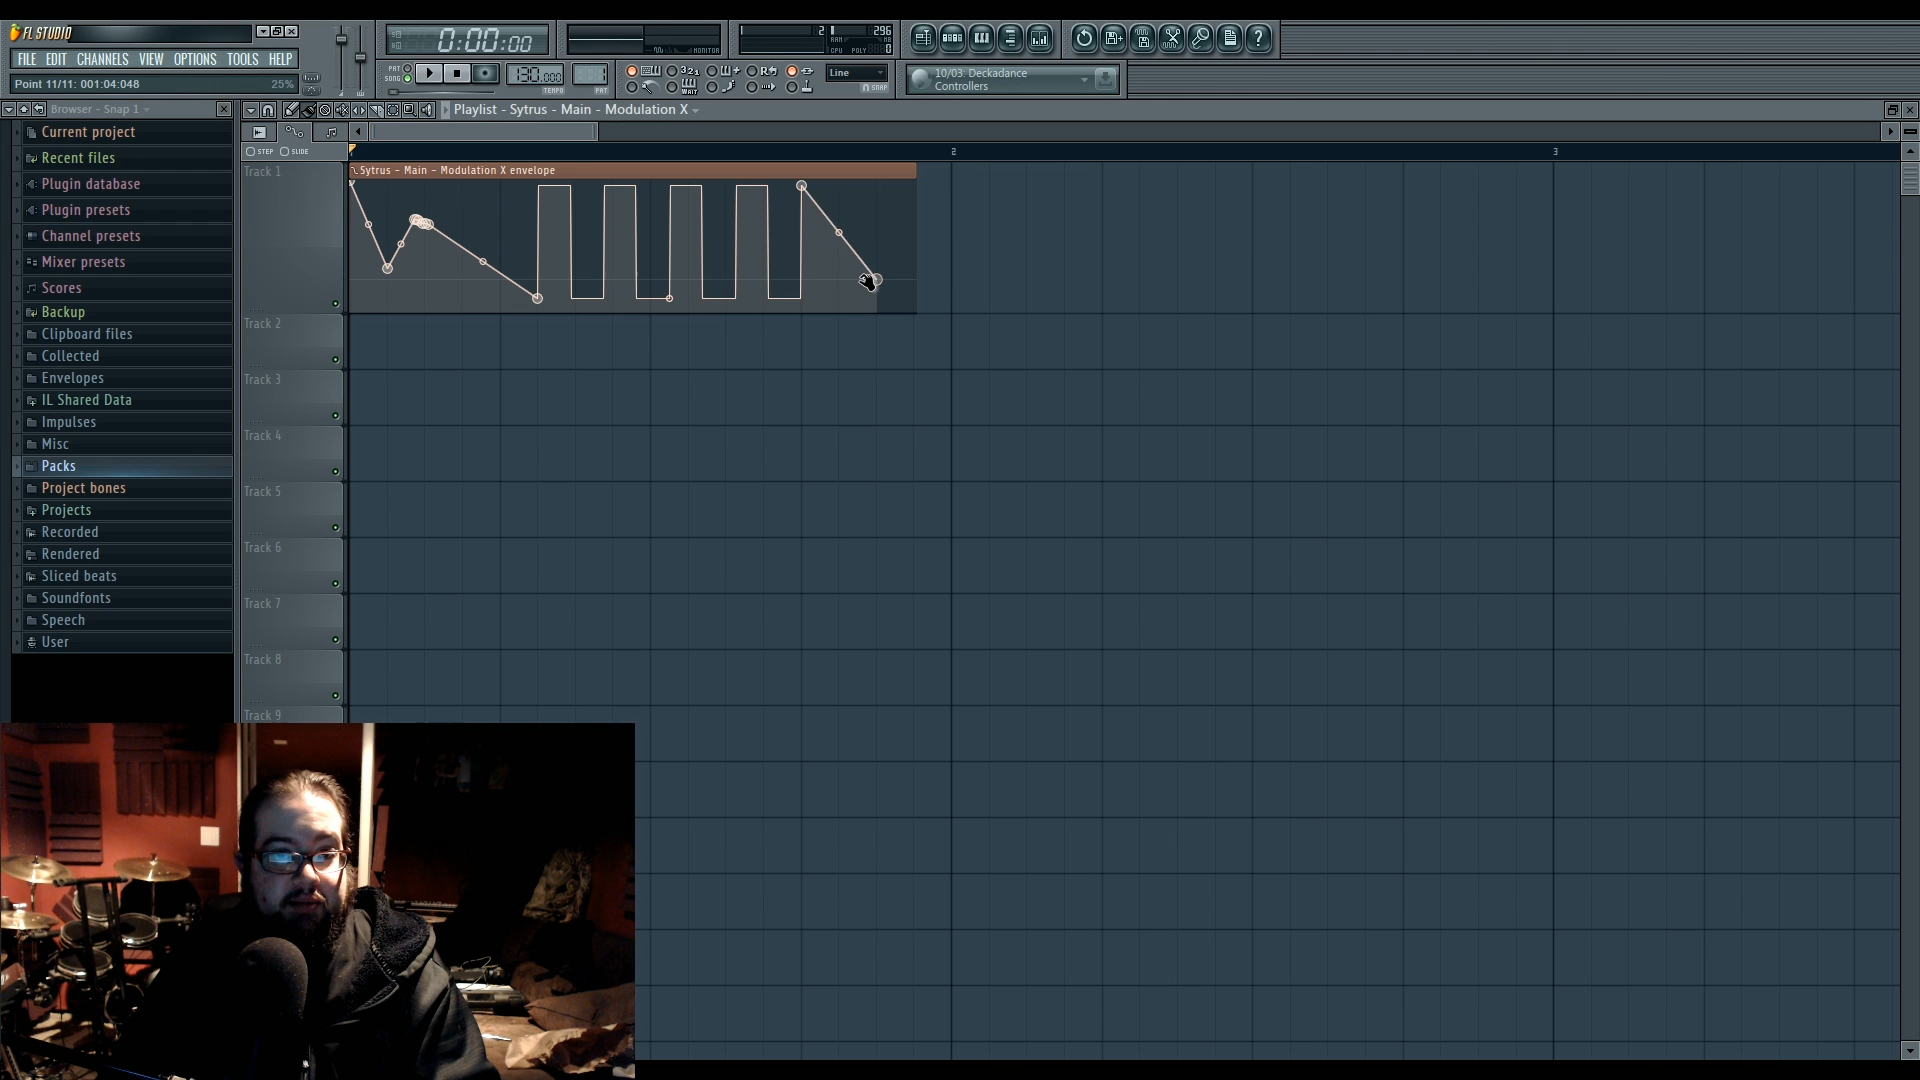 FL STUDIO
FILE EDIT CHANNELS VIEW OPTIONS TOOLS HELP
Point 11/11: 001:04:048 25%
0:00:00
MONITOR
2 296
CPU POLY 0
PAT SONG
130.000
TEMPO
PAT
321
WAIT
Line
SNAP
10/03: Deckadance
Controllers
Browser - Snap 1
Playlist - Sytrus - Main - Modulation X
STEP SLIDE
2 3
Current project
Recent files
Plugin database
Plugin presets
Channel presets
Mixer presets
Scores
Backup
Clipboard files
Collected
Envelopes
IL Shared Data
Impulses
Misc
Packs
Project bones
Projects
Recorded
Rendered
Sliced beats
Soundfonts
Speech
User
Track 1
Sytrus - Main - Modulation X envelope
Track 2
Track 3
Track 4
Track 5
Track 6
Track 7
Track 8
Track 9